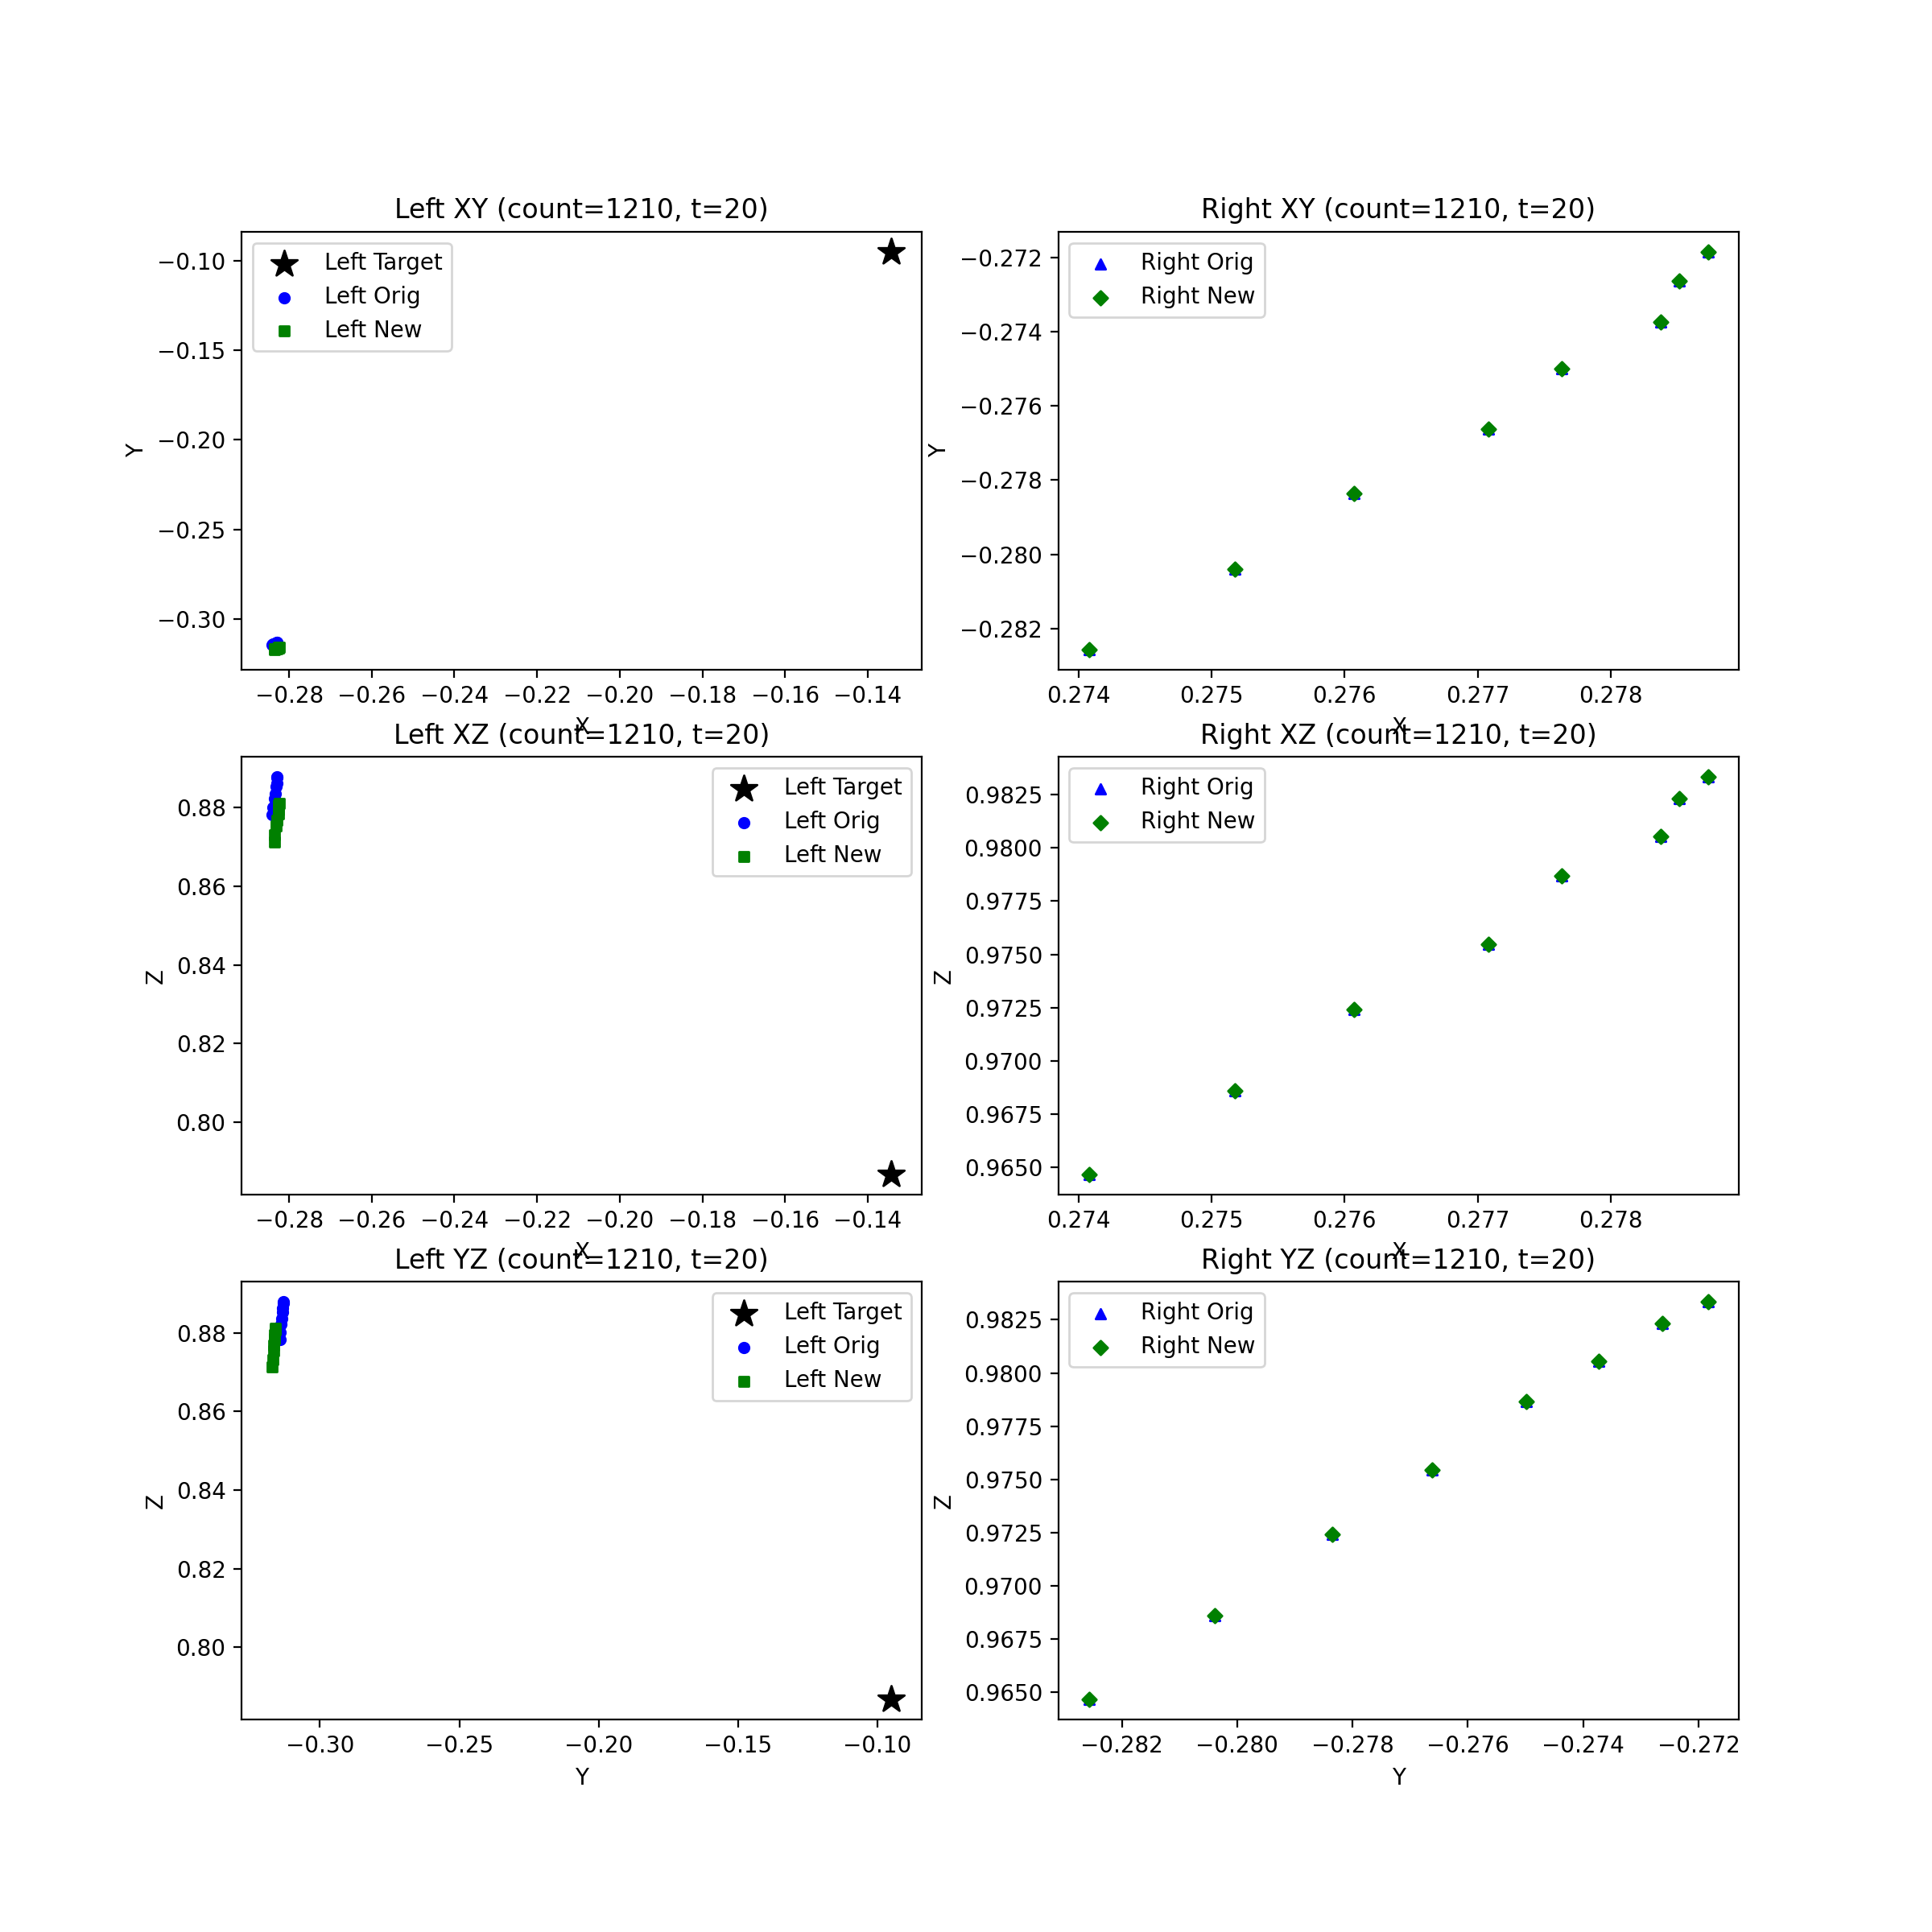 Left XY (count=1210, t=20)
Left Target
Left Orig
Left New
−0.10
−0.15
−0.20
−0.25
−0.30
Y
−0.28 −0.26 −0.24 −0.22 −0.20 −0.18 −0.16 −0.14
X
Right XY (count=1210, t=20)
Right Orig
Right New
−0.272
−0.274
−0.276
−0.278
−0.280
−0.282
Y
0.274 0.275 0.276 0.277 0.278
X
Left XZ (count=1210, t=20)
Left Target
Left Orig
Left New
0.88
0.86
0.84
0.82
0.80
Z
−0.28 −0.26 −0.24 −0.22 −0.20 −0.18 −0.16 −0.14
X
Right XZ (count=1210, t=20)
Right Orig
Right New
0.9825
0.9800
0.9775
0.9750
0.9725
0.9700
0.9675
0.9650
Z
0.274 0.275 0.276 0.277 0.278
X
Left YZ (count=1210, t=20)
Left Target
Left Orig
Left New
0.88
0.86
0.84
0.82
0.80
Z
−0.30 −0.25 −0.20 −0.15 −0.10
Y
Right YZ (count=1210, t=20)
Right Orig
Right New
0.9825
0.9800
0.9775
0.9750
0.9725
0.9700
0.9675
0.9650
Z
−0.282 −0.280 −0.278 −0.276 −0.274 −0.272
Y